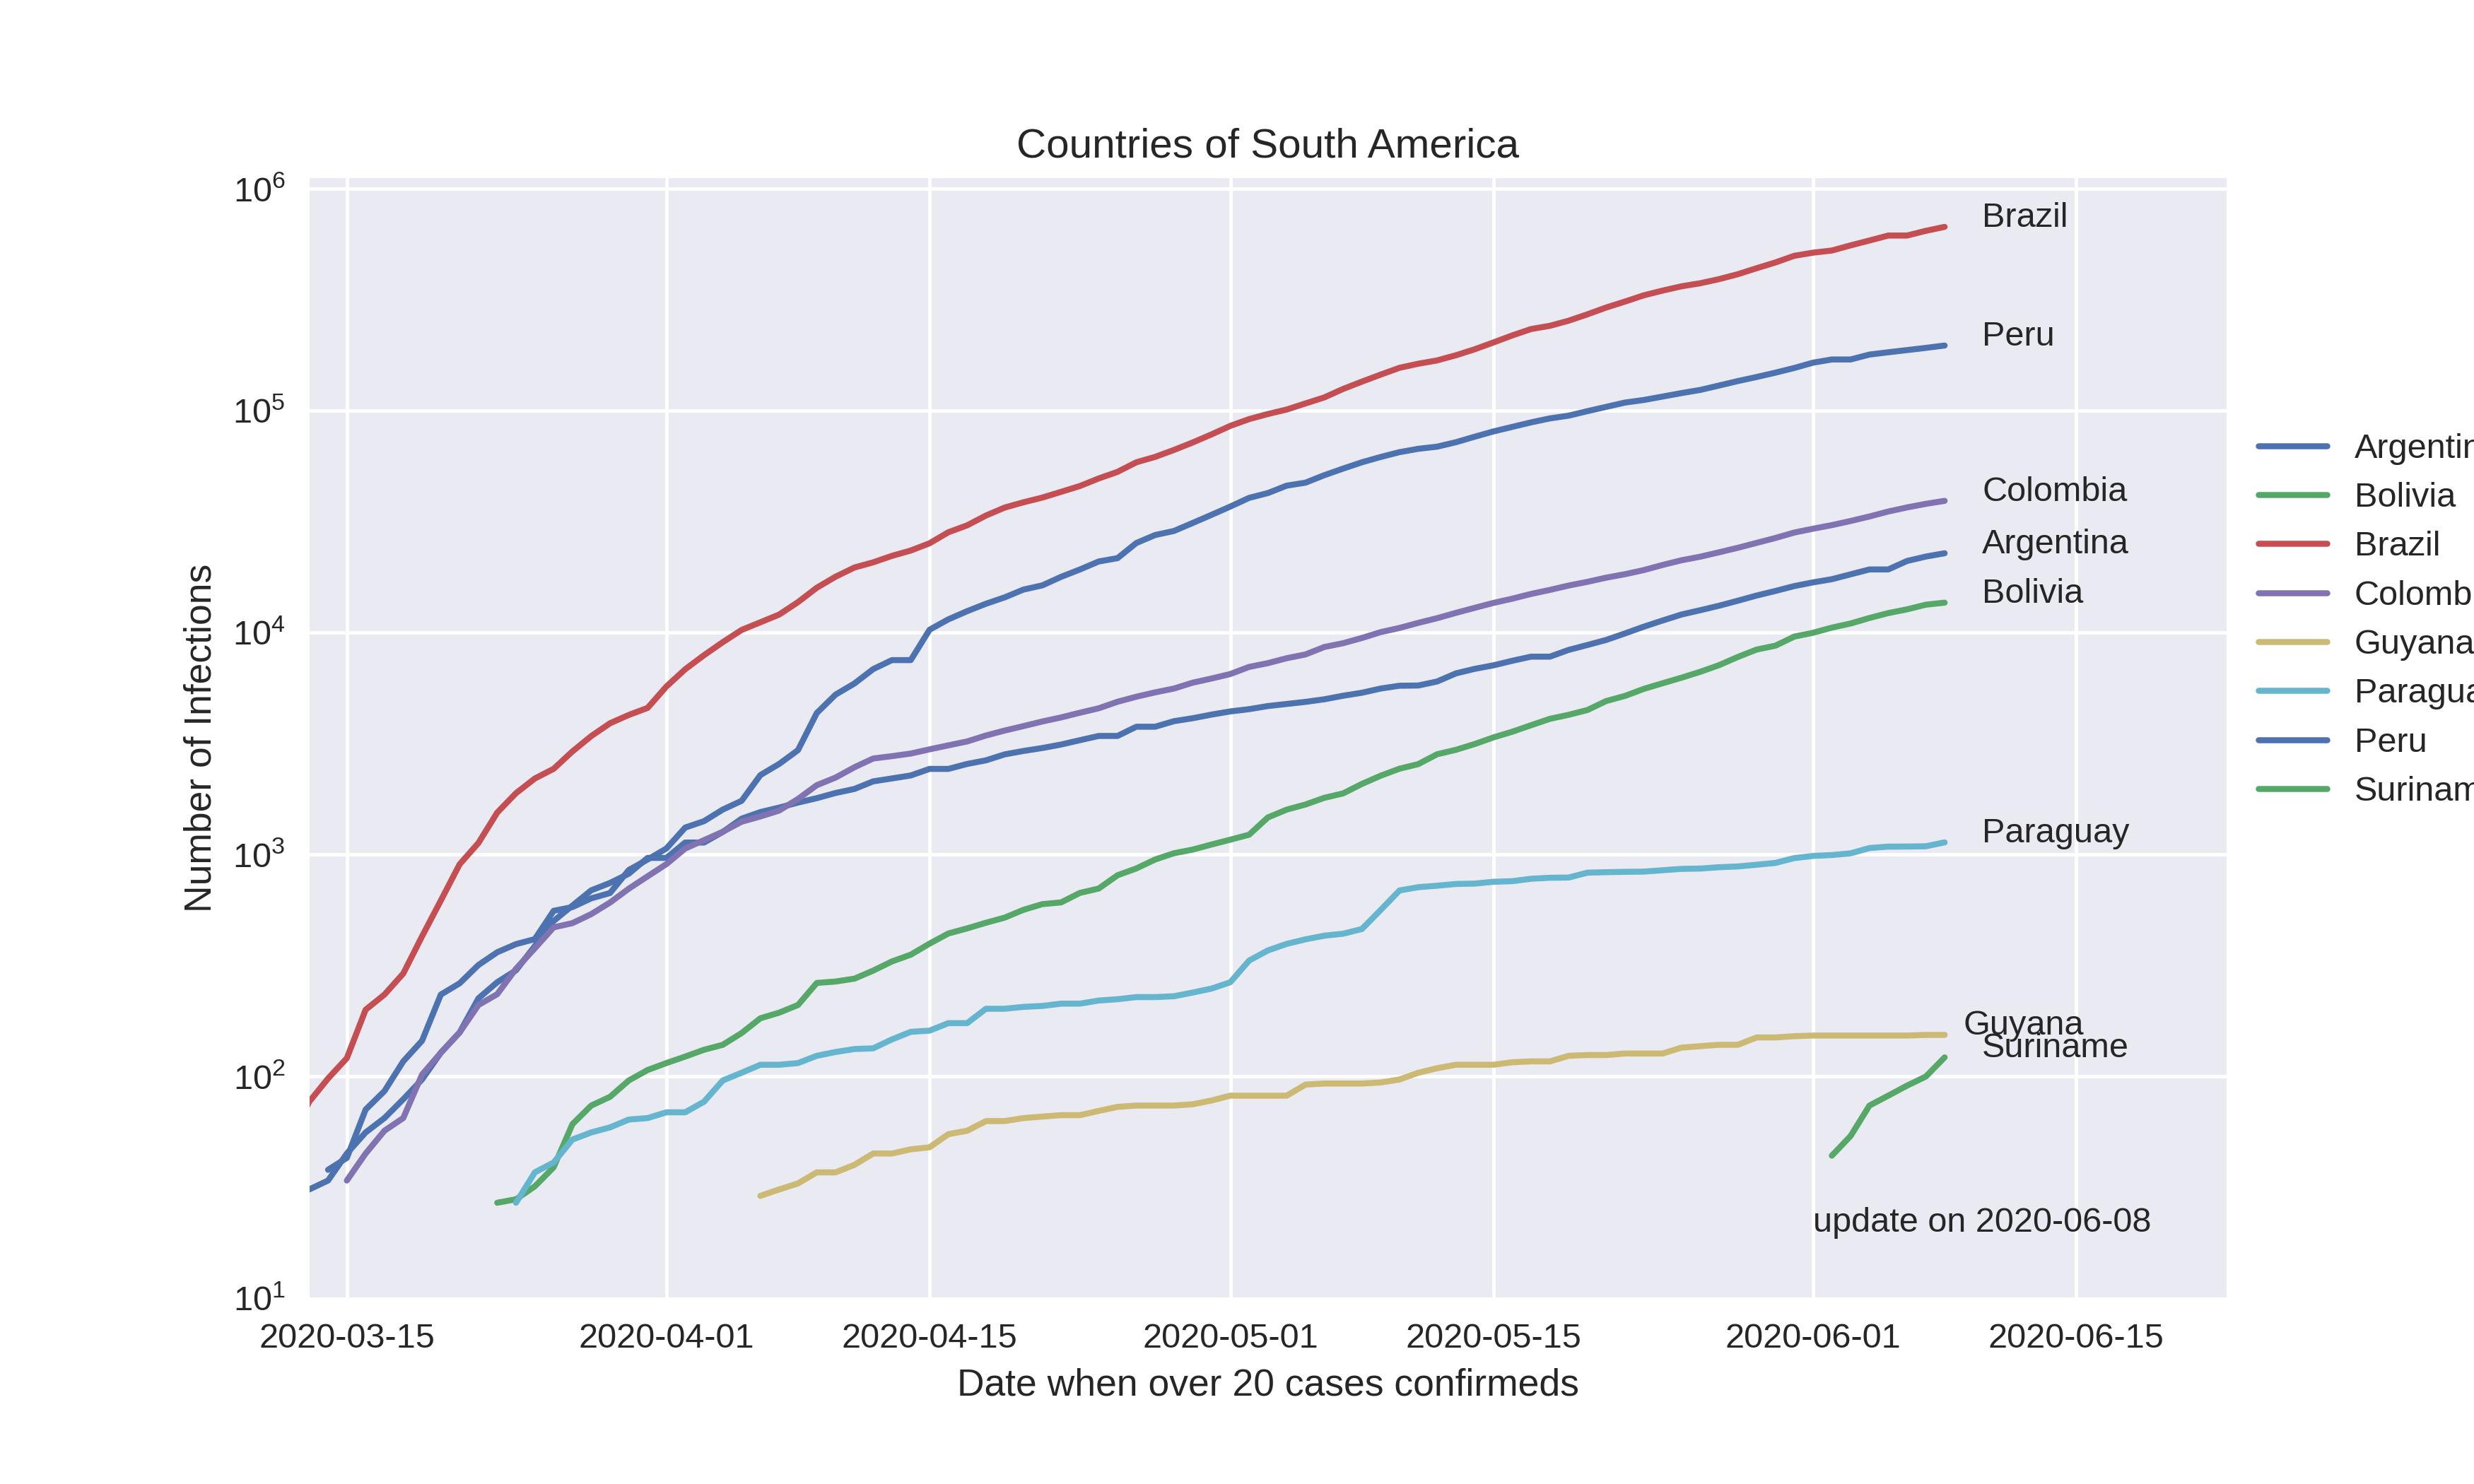 Countries of South America
10^6
10^5
10^4
10^3
10^2
10^1
Number of Infections
Brazil
Peru
Colombia
Argentina
Bolivia
Paraguay
Guyana
Suriname
update on 2020-06-08
2020-03-15 2020-04-01 2020-04-15 2020-05-01 2020-05-15 2020-06-01 2020-06-15
Date when over 20 cases confirmeds
Argentin
Bolivia
Brazil
Colomb
Guyana
Paragua
Peru
Surinam